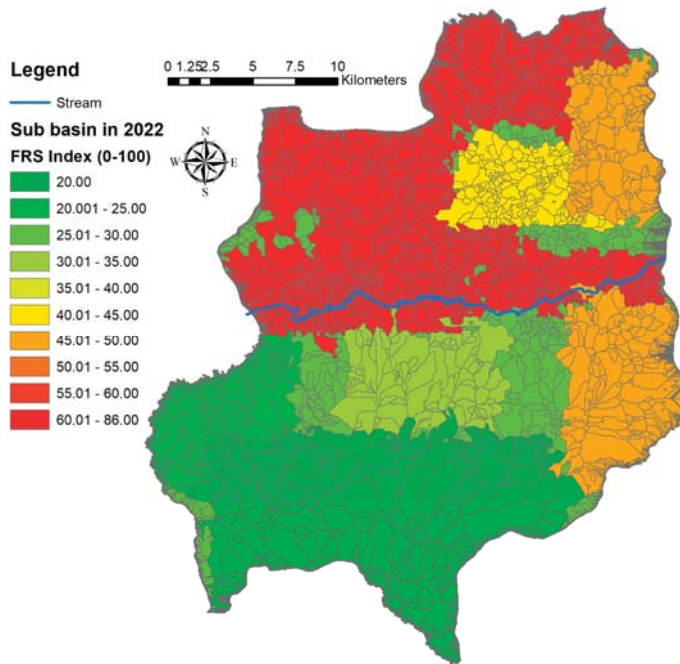 Legend
0 1.25 2.5 5 7.5 10
Kilometers
Stream
Sub basin in 2022
FRS Index (0-100)
N
W E
S
20.00
20.001 - 25.00
25.01 - 30.00
30.01 - 35.00
35.01 - 40.00
40.01 - 45.00
45.01 - 50.00
50.01 - 55.00
55.01 - 60.00
60.01 - 86.00